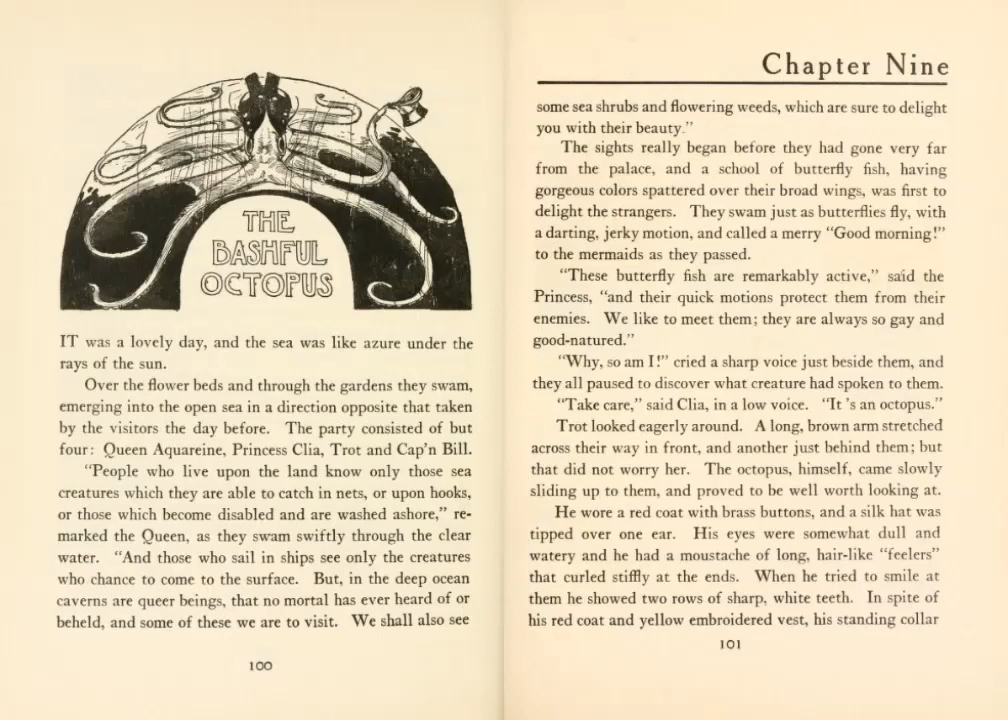 THE
BASHFUL
OCTOPUS
IT was a lovely day, and the sea was like azure under the
rays of the sun.
Over the flower beds and through the gardens they swam,
emerging into the open sea in a direction opposite that taken
by the visitors the day before. The party consisted of but
four: Queen Aquareine, Princess Clia, Trot and Cap'n Bill.
"People who live upon the land know only those sea
creatures which they are able to catch in nets, or upon hooks,
or those which become disabled and are washed ashore," re-
marked the Queen, as they swam swiftly through the clear
water. "And those who sail in ships see only the creatures
who chance to come to the surface. But, in the deep ocean
caverns are queer beings, that no mortal has ever heard of or
beheld, and some of these we are to visit. We shall also see
100
Chapter Nine
some sea shrubs and flowering weeds, which are sure to delight
you with their beauty."
The sights really began before they had gone very far
from the palace, and a school of butterfly fish, having
gorgeous colors spattered over their broad wings, was first to
delight the strangers. They swam just as butterflies fly, with
a darting, jerky motion, and called a merry "Good morning!"
to the mermaids as they passed.
"These butterfly fish are remarkably active," said the
Princess, "and their quick motions protect them from their
enemies. We like to meet them; they are always so gay and
good-natured."
"Why, so am I!" cried a sharp voice just beside them, and
they all paused to discover what creature had spoken to them.
"Take care," said Clia, in a low voice. "It 's an octopus."
Trot looked eagerly around. A long, brown arm stretched
across their way in front, and another just behind them; but
that did not worry her. The octopus, himself, came slowly
sliding up to them, and proved to be well worth looking at.
He wore a red coat with brass buttons, and a silk hat was
tipped over one ear. His eyes were somewhat dull and
watery and he had a moustache of long, hair-like "feelers"
that curled stiffly at the ends. When he tried to smile at
them he showed two rows of sharp, white teeth. In spite of
his red coat and yellow embroidered vest, his standing collar
101